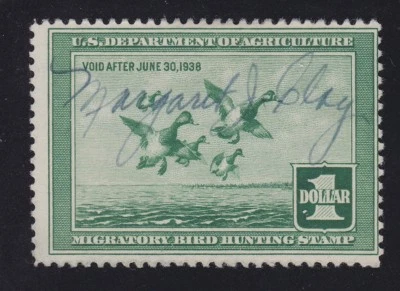 U.S. DEPARTMENT OF AGRICULTURE
VOID AFTER JUNE 30, 1938
Margaret J. Clay
1
DOLLAR
MIGRATORY BIRD HUNTING STAMP